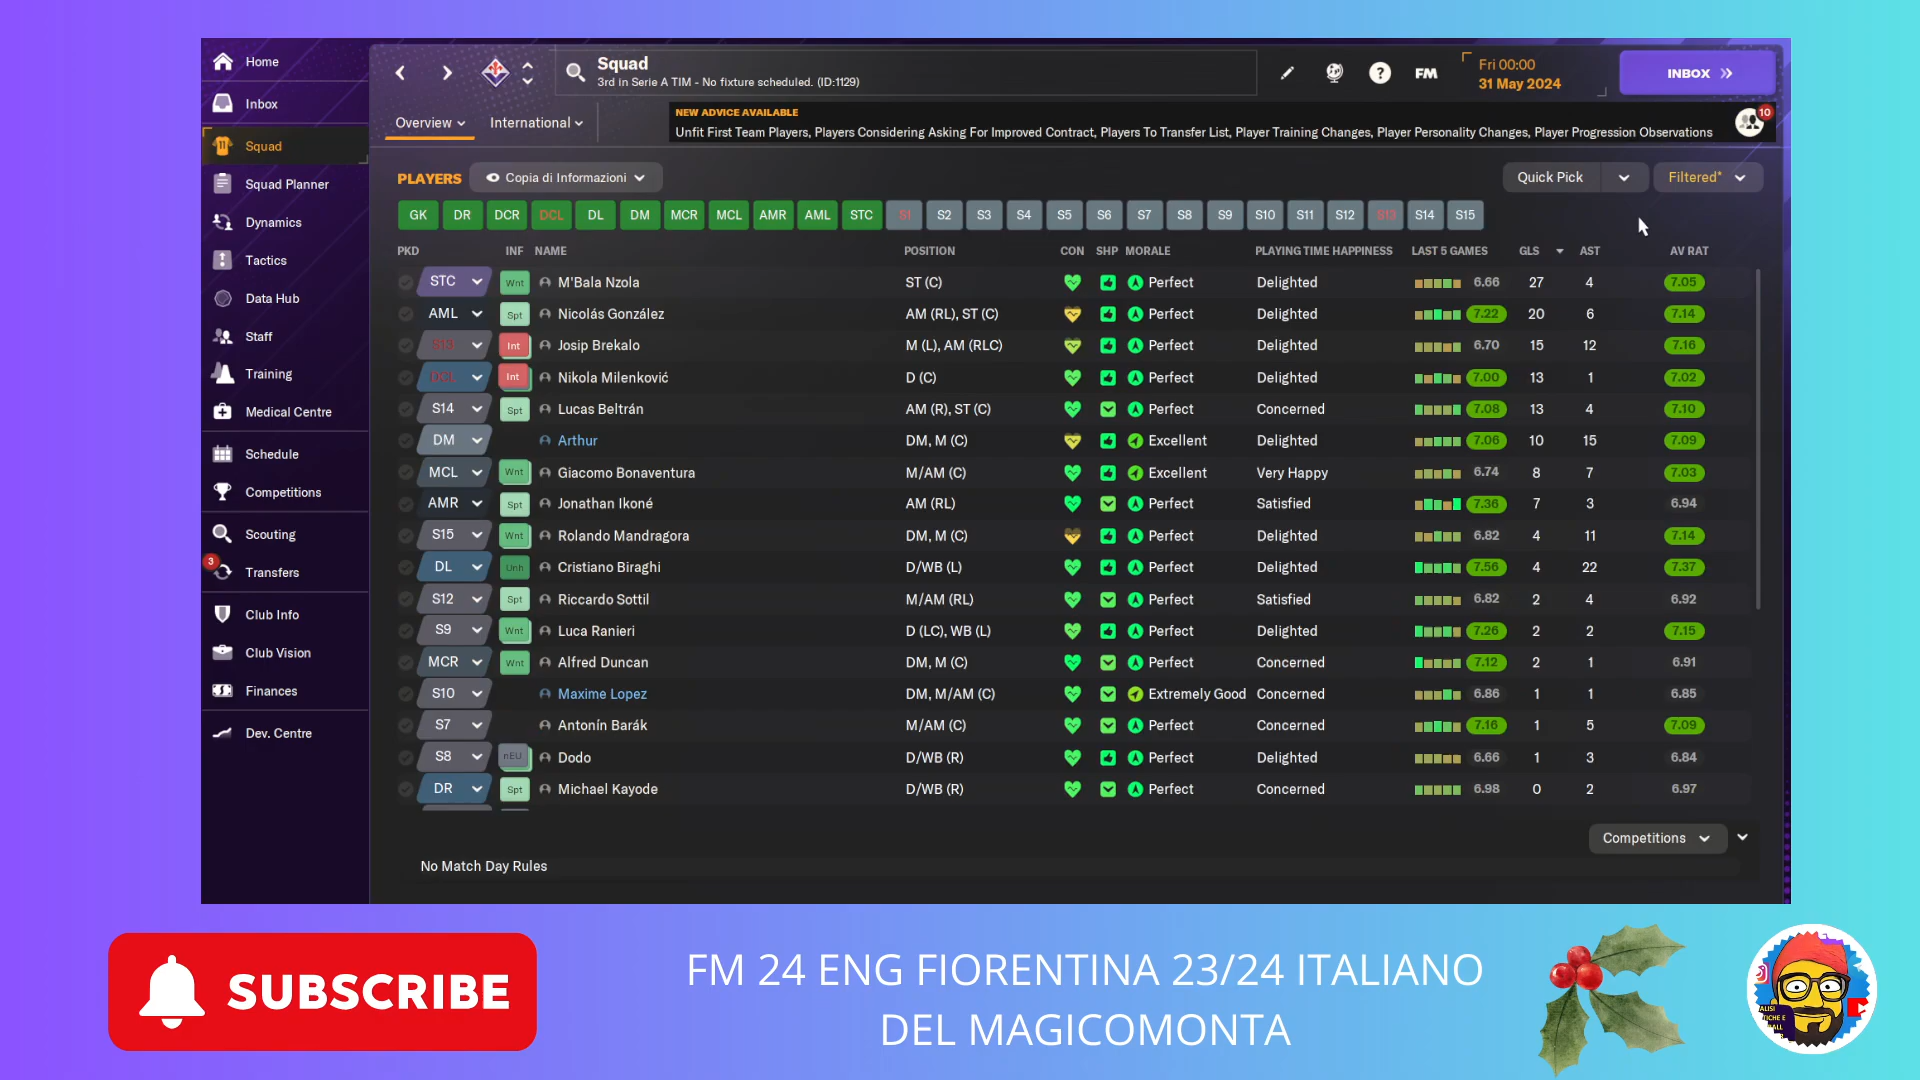 Home
Inbox
Squad
Squad Planner
Dynamics
Tactics
Data Hub
Staff
Training
Medical Centre
Schedule
Competitions
Scouting
3
Transfers
Club Info
Club Vision
Finances
Dev. Centre
Squad
3rd in Serie A TIM - No fixture scheduled. (ID:1129)
FM
Fri 00:00
31 May 2024
INBOX
Overview
International
NEW ADVICE AVAILABLE
Unfit First Team Players, Players Considering Asking For Improved Contract, Players To Transfer List, Player Training Changes, Player Personality Changes, Player Progression Observations
10
PLAYERS
Copia di Informazioni
Quick Pick
Filtered*
GK DR DCR DCL DL DM MCR MCL AMR AML STC S1 S2 S3 S4 S5 S6 S7 S8 S9 S10 S11 S12 S13 S14 S15
PKD INF NAME POSITION CON SHP MORALE PLAYING TIME HAPPINESS LAST 5 GAMES GLS AST AV RAT
STC Wnt M'Bala Nzola ST (C) Perfect Delighted 6.66 27 4 7.05
AML Spt Nicolás González AM (RL), ST (C) Perfect Delighted 7.22 20 6 7.14
S13 Int Josip Brekalo M (L), AM (RLC) Perfect Delighted 6.70 15 12 7.16
DCL Int Nikola Milenković D (C) Perfect Delighted 7.00 13 1 7.02
S14 Spt Lucas Beltrán AM (R), ST (C) Perfect Concerned 7.08 13 4 7.10
DM Arthur DM, M (C) Excellent Delighted 7.06 10 15 7.09
MCL Wnt Giacomo Bonaventura M/AM (C) Excellent Very Happy 6.74 8 7 7.03
AMR Spt Jonathan Ikoné AM (RL) Perfect Satisfied 7.36 7 3 6.94
S15 Wnt Rolando Mandragora DM, M (C) Perfect Delighted 6.82 4 11 7.14
DL Unh Cristiano Biraghi D/WB (L) Perfect Delighted 7.56 4 22 7.37
S12 Spt Riccardo Sottil M/AM (RL) Perfect Satisfied 6.82 2 4 6.92
S9 Wnt Luca Ranieri D (LC), WB (L) Perfect Delighted 7.26 2 2 7.15
MCR Wnt Alfred Duncan DM, M (C) Perfect Concerned 7.12 2 1 6.91
S10 Maxime Lopez DM, M/AM (C) Extremely Good Concerned 6.86 1 1 6.85
S7 Antonín Barák M/AM (C) Perfect Concerned 7.16 1 5 7.09
S8 nEU Dodo D/WB (R) Perfect Delighted 6.66 1 3 6.84
DR Spt Michael Kayode D/WB (R) Perfect Concerned 6.98 0 2 6.97
Competitions
No Match Day Rules
SUBSCRIBE
FM 24 ENG FIORENTINA 23/24 ITALIANO
DEL MAGICOMONTA